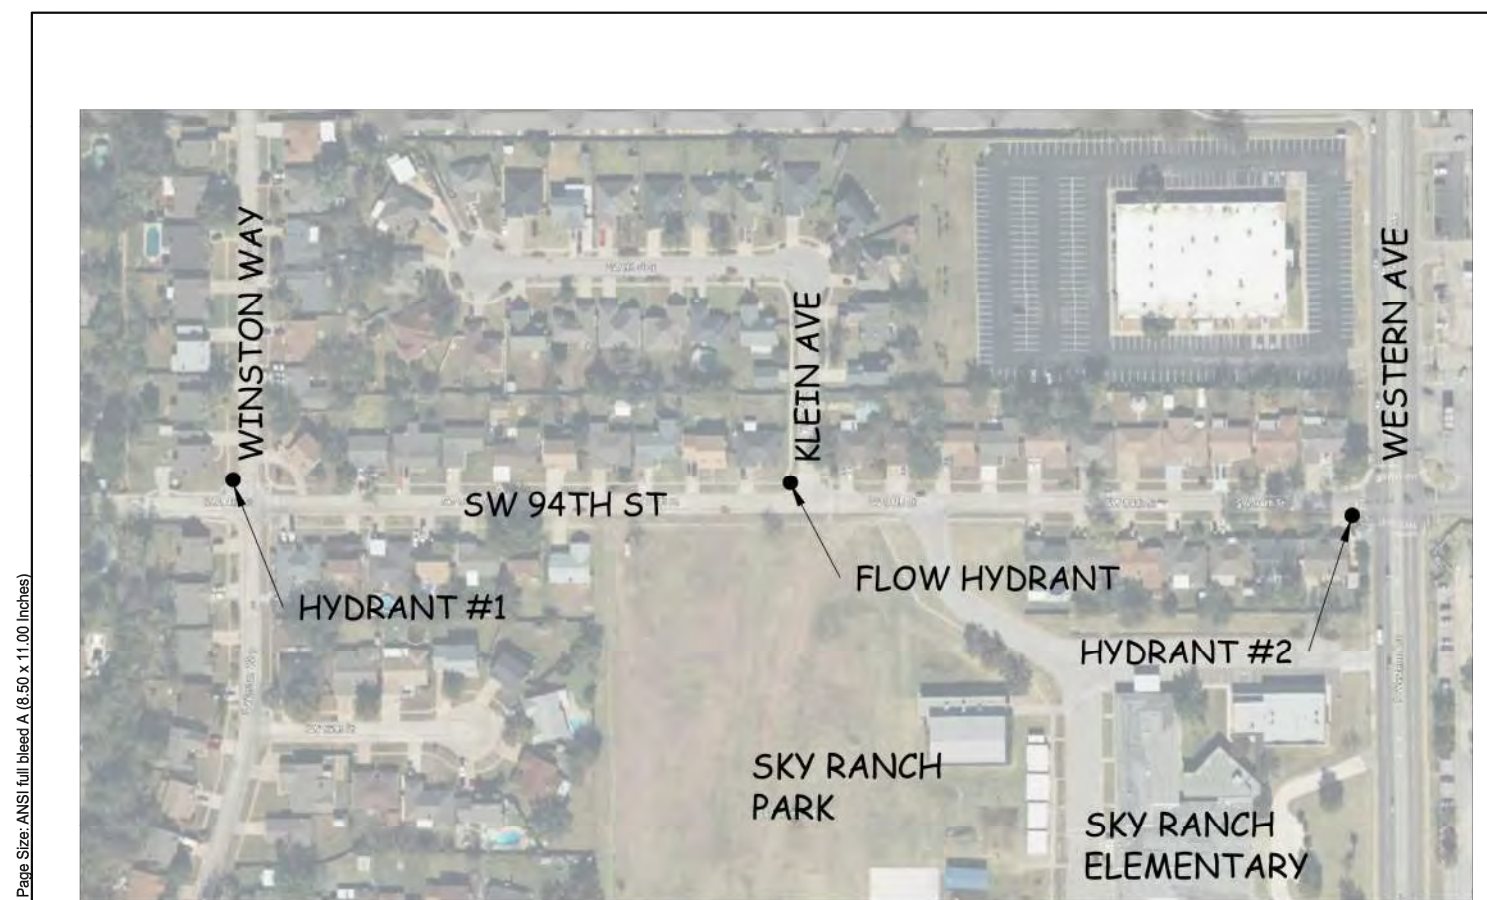 Page Size: ANSI full bleed A (8.50 x 11.00 Inches)
WINSTON WAY
KLEIN AVE
WESTERN AVE
SW 94TH ST
FLOW HYDRANT
HYDRANT #1
HYDRANT #2
SKY RANCH
PARK
SKY RANCH
ELEMENTARY